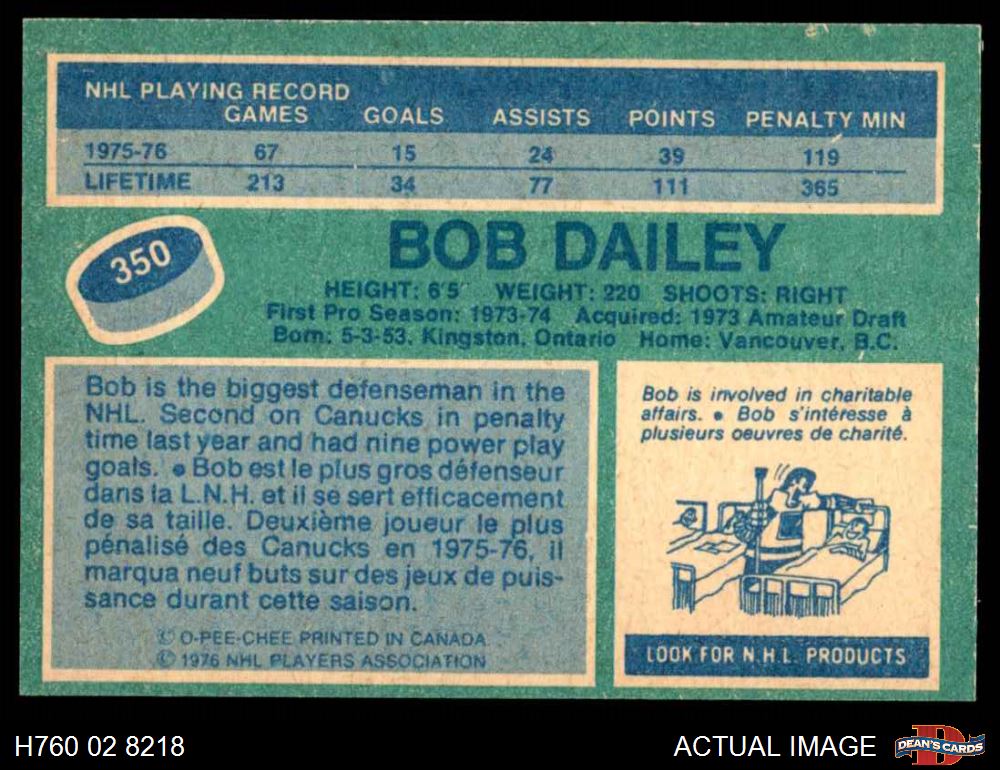 NHL PLAYING RECORD
GAMES GOALS ASSISTS POINTS PENALTY MIN
1975-76 67 15 24 39 119
LIFETIME 213 34 77 111 365
350
BOB DAILEY
HEIGHT: 6'5" WEIGHT: 220 SHOOTS: RIGHT
First Pro Season: 1973-74 Acquired: 1973 Amateur Draft
Born: 5-3-53, Kingston, Ontario Home: Vancouver, B.C.
Bob is the biggest defenseman in the
NHL. Second on Canucks in penalty
time last year and had nine power play
goals. • Bob est le plus gros défenseur
dans la L.N.H. et il se sert efficacement
de sa taille. Deuxième joueur le plus
pénalisé des Canucks en 1975-76, il
marqua neuf buts sur des jeux de puis-
sance durant cette saison.
© O-PEE-CHEE PRINTED IN CANADA
© 1976 NHL PLAYERS ASSOCIATION
Bob is involved in charitable
affairs. • Bob s'intéresse à
plusieurs oeuvres de charité.
LOOK FOR N.H.L. PRODUCTS
H760 02 8218
ACTUAL IMAGE
D
DEAN'S CARDS